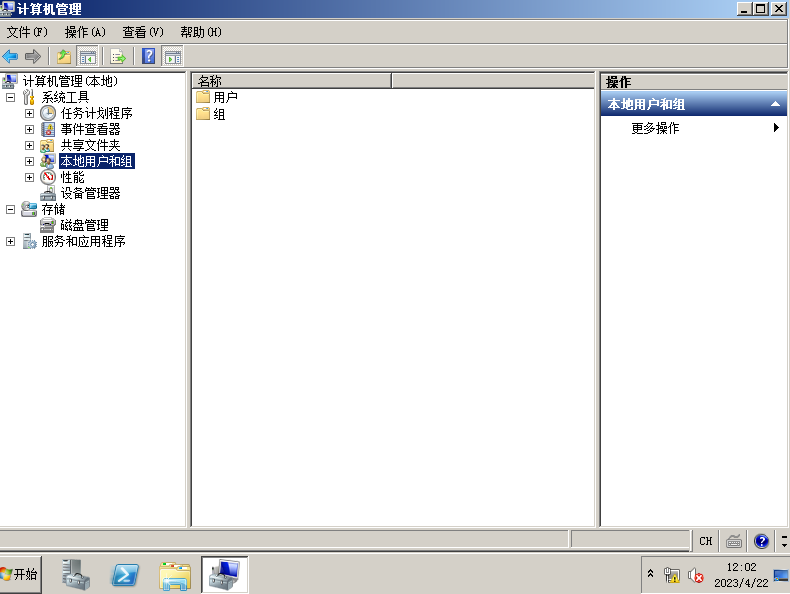 计算机管理
文件(F) 操作(A) 查看(V) 帮助(H)
计算机管理(本地)
系统工具
任务计划程序
事件查看器
共享文件夹
本地用户和组
性能
设备管理器
存储
磁盘管理
服务和应用程序
名称
用户
组
操作
本地用户和组
更多操作
CH
开始
12:02
2023/4/22